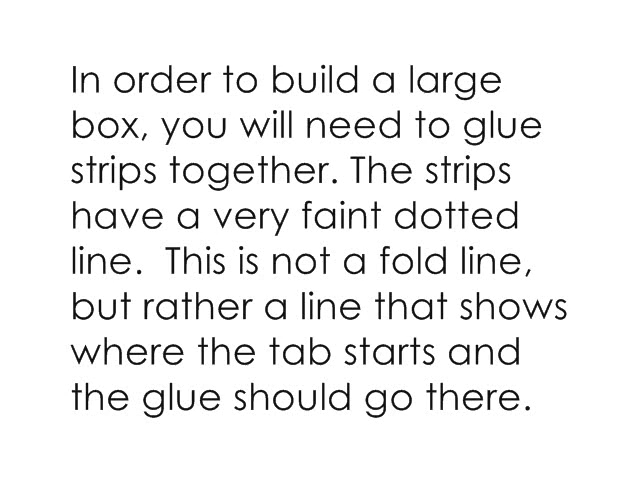 In order to build a large
box, you will need to glue
strips together. The strips
have a very faint dotted
line.  This is not a fold line,
but rather a line that shows
where the tab starts and
the glue should go there.